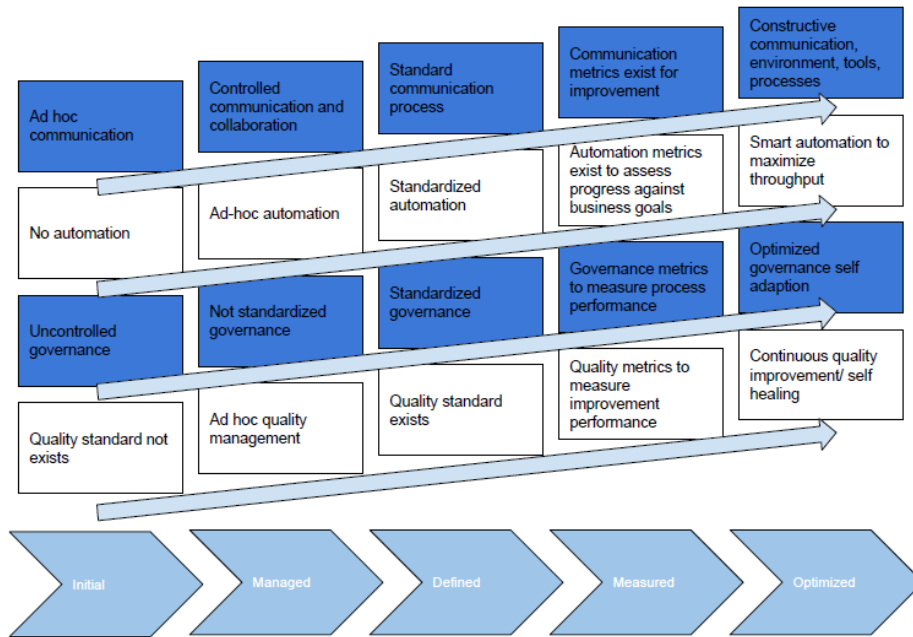 Ad hoc
communication
Controlled
communication and
collaboration
Standard
communication
process
Communication
metrics exist for
improvement
Constructive
communication,
environment, tools,
processes
No automation
Ad-hoc automation
Standardized
automation
Automation metrics
exist to assess
progress against
business goals
Smart automation to
maximize
throughput
Uncontrolled
governance
Not standardized
governance
Standardized
governance
Governance metrics
to measure process
performance
Optimized
governance self
adaption
Quality standard not
exists
Ad hoc quality
management
Quality standard
exists
Quality metrics to
measure
improvement
performance
Continuous quality
improvement/ self
healing
Initial
Managed
Defined
Measured
Optimized